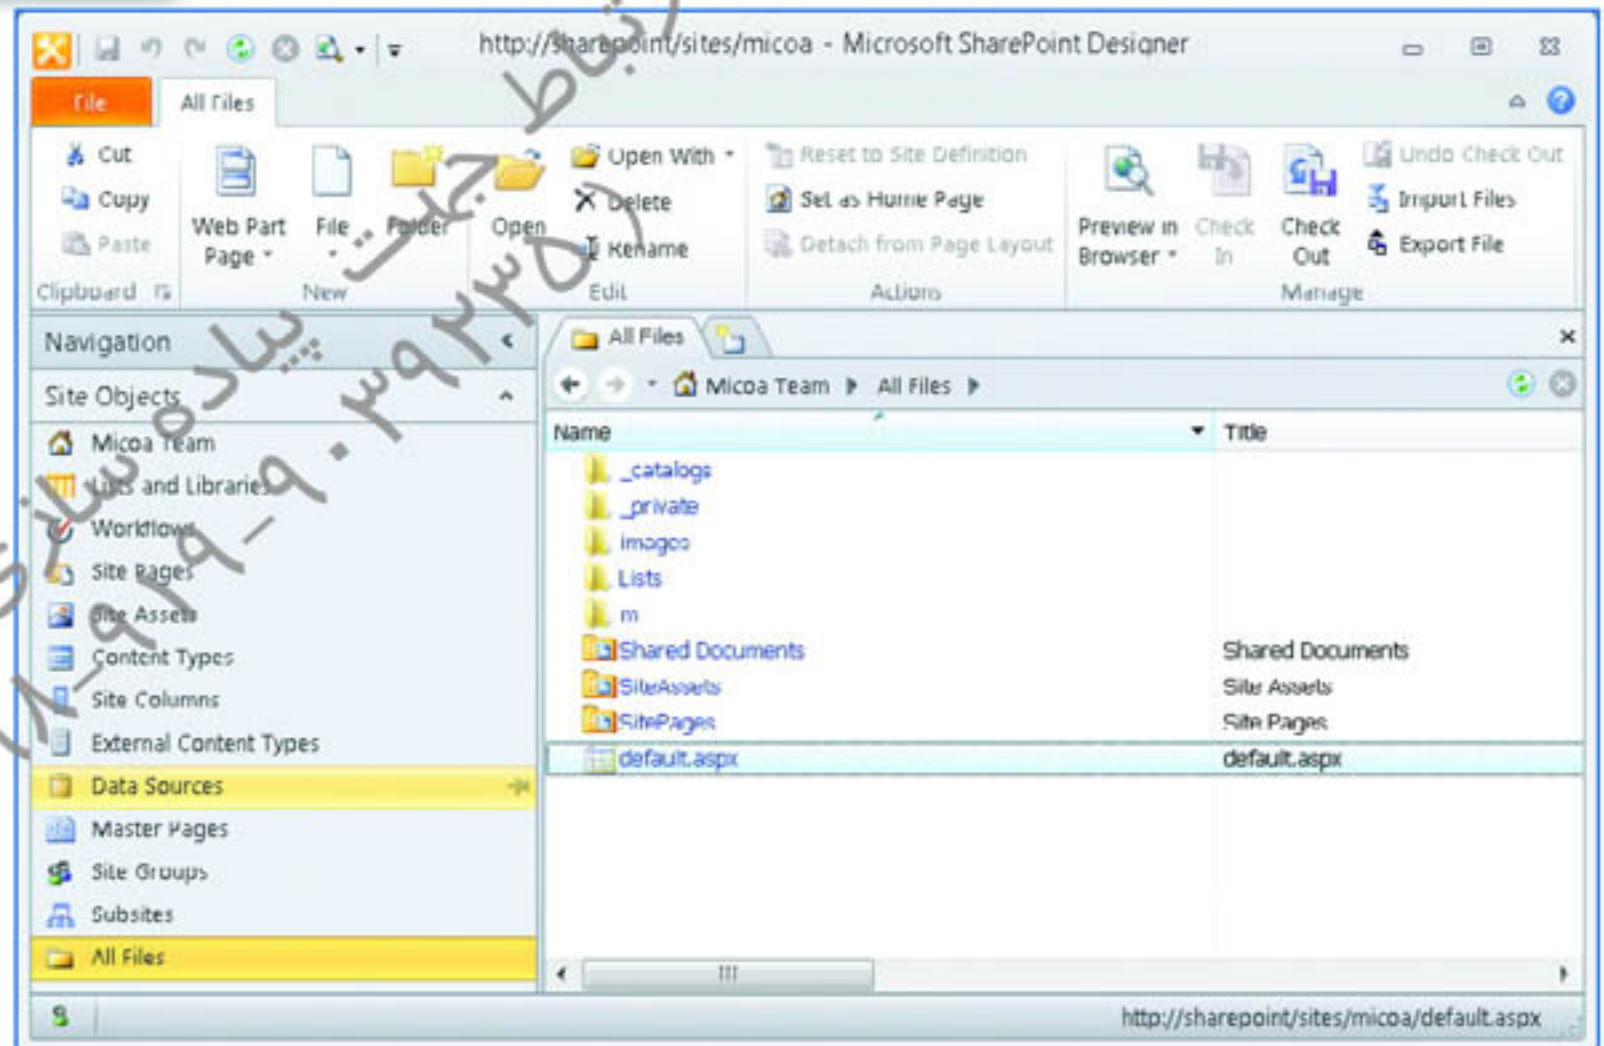 http://sharepoint/sites/micoa - Microsoft SharePoint Designer
File
All Files
Cut
Copy
Paste
Clipboard
Web Part Page
File
Folder
New
Open
Open With
Delete
Rename
Edit
Reset to Site Definition
Set as Home Page
Detach from Page Layout
Actions
Preview in Browser
Check In
Check Out
Undo Check Out
Import Files
Export File
Manage
Navigation
Site Objects
Micoa Team
Lists and Libraries
Workflows
Site Pages
Site Assets
Content Types
Site Columns
External Content Types
Data Sources
Master Pages
Site Groups
Subsites
All Files
All Files
Micoa Team All Files
Name Title
_catalogs
_private
images
Lists
m
Shared Documents Shared Documents
SiteAssets Site Assets
SitePages Site Pages
default.aspx default.aspx
http://sharepoint/sites/micoa/default.aspx
جهت پیاده سازی